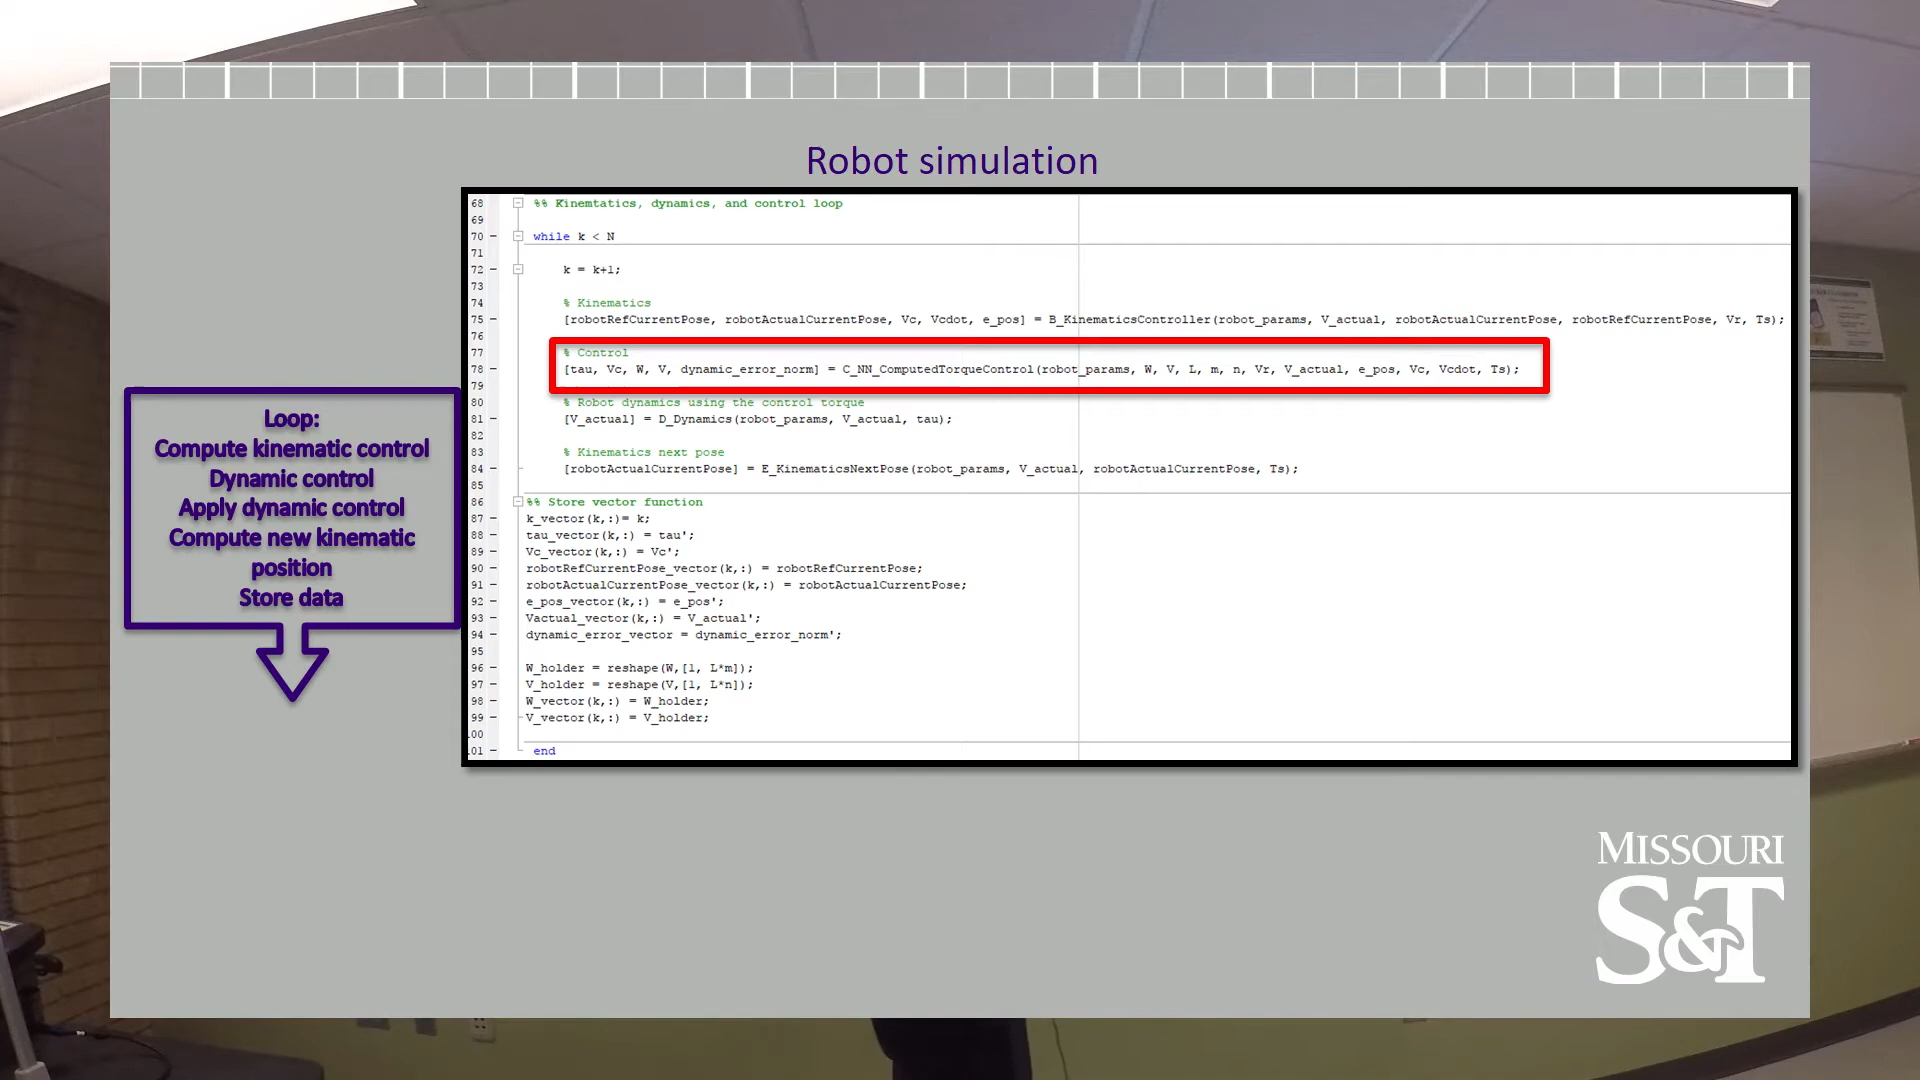 Robot simulation
68 %% Kinemtatics, dynamics, and control loop
69
70 while k < N
71
72 k = k+1;
73
74 % Kinematics
75 [robotRefCurrentPose, robotActualCurrentPose, Vc, Vcdot, e_pos] = B_KinematicsController(robot_params, V_actual, robotActualCurrentPose, robotRefCurrentPose, Vr, Ts);
76
77 % Control
78 [tau, Vc, W, V, dynamic_error_norm] = C_NN_ComputedTorqueControl(robot_params, W, V, L, m, n, Vr, V_actual, e_pos, Vc, Vcdot, Ts);
79
80 % Robot dynamics using the control torque
81 [V_actual] = D_Dynamics(robot_params, V_actual, tau);
82
83 % Kinematics next pose
84 [robotActualCurrentPose] = E_KinematicsNextPose(robot_params, V_actual, robotActualCurrentPose, Ts);
85
86 %% Store vector function
87 k_vector(k,:)= k;
88 tau_vector(k,:) = tau';
89 Vc_vector(k,:) = Vc';
90 robotRefCurrentPose_vector(k,:) = robotRefCurrentPose;
91 robotActualCurrentPose_vector(k,:) = robotActualCurrentPose;
92 e_pos_vector(k,:) = e_pos';
93 Vactual_vector(k,:) = V_actual';
94 dynamic_error_vector = dynamic_error_norm';
95
96 W_holder = reshape(W,[1, L*m]);
97 V_holder = reshape(V,[1, L*n]);
98 W_vector(k,:) = W_holder;
99 V_vector(k,:) = V_holder;
100
101 end
Loop:
Compute kinematic control
Dynamic control
Apply dynamic control
Compute new kinematic
position
Store data
MISSOURI
S&T